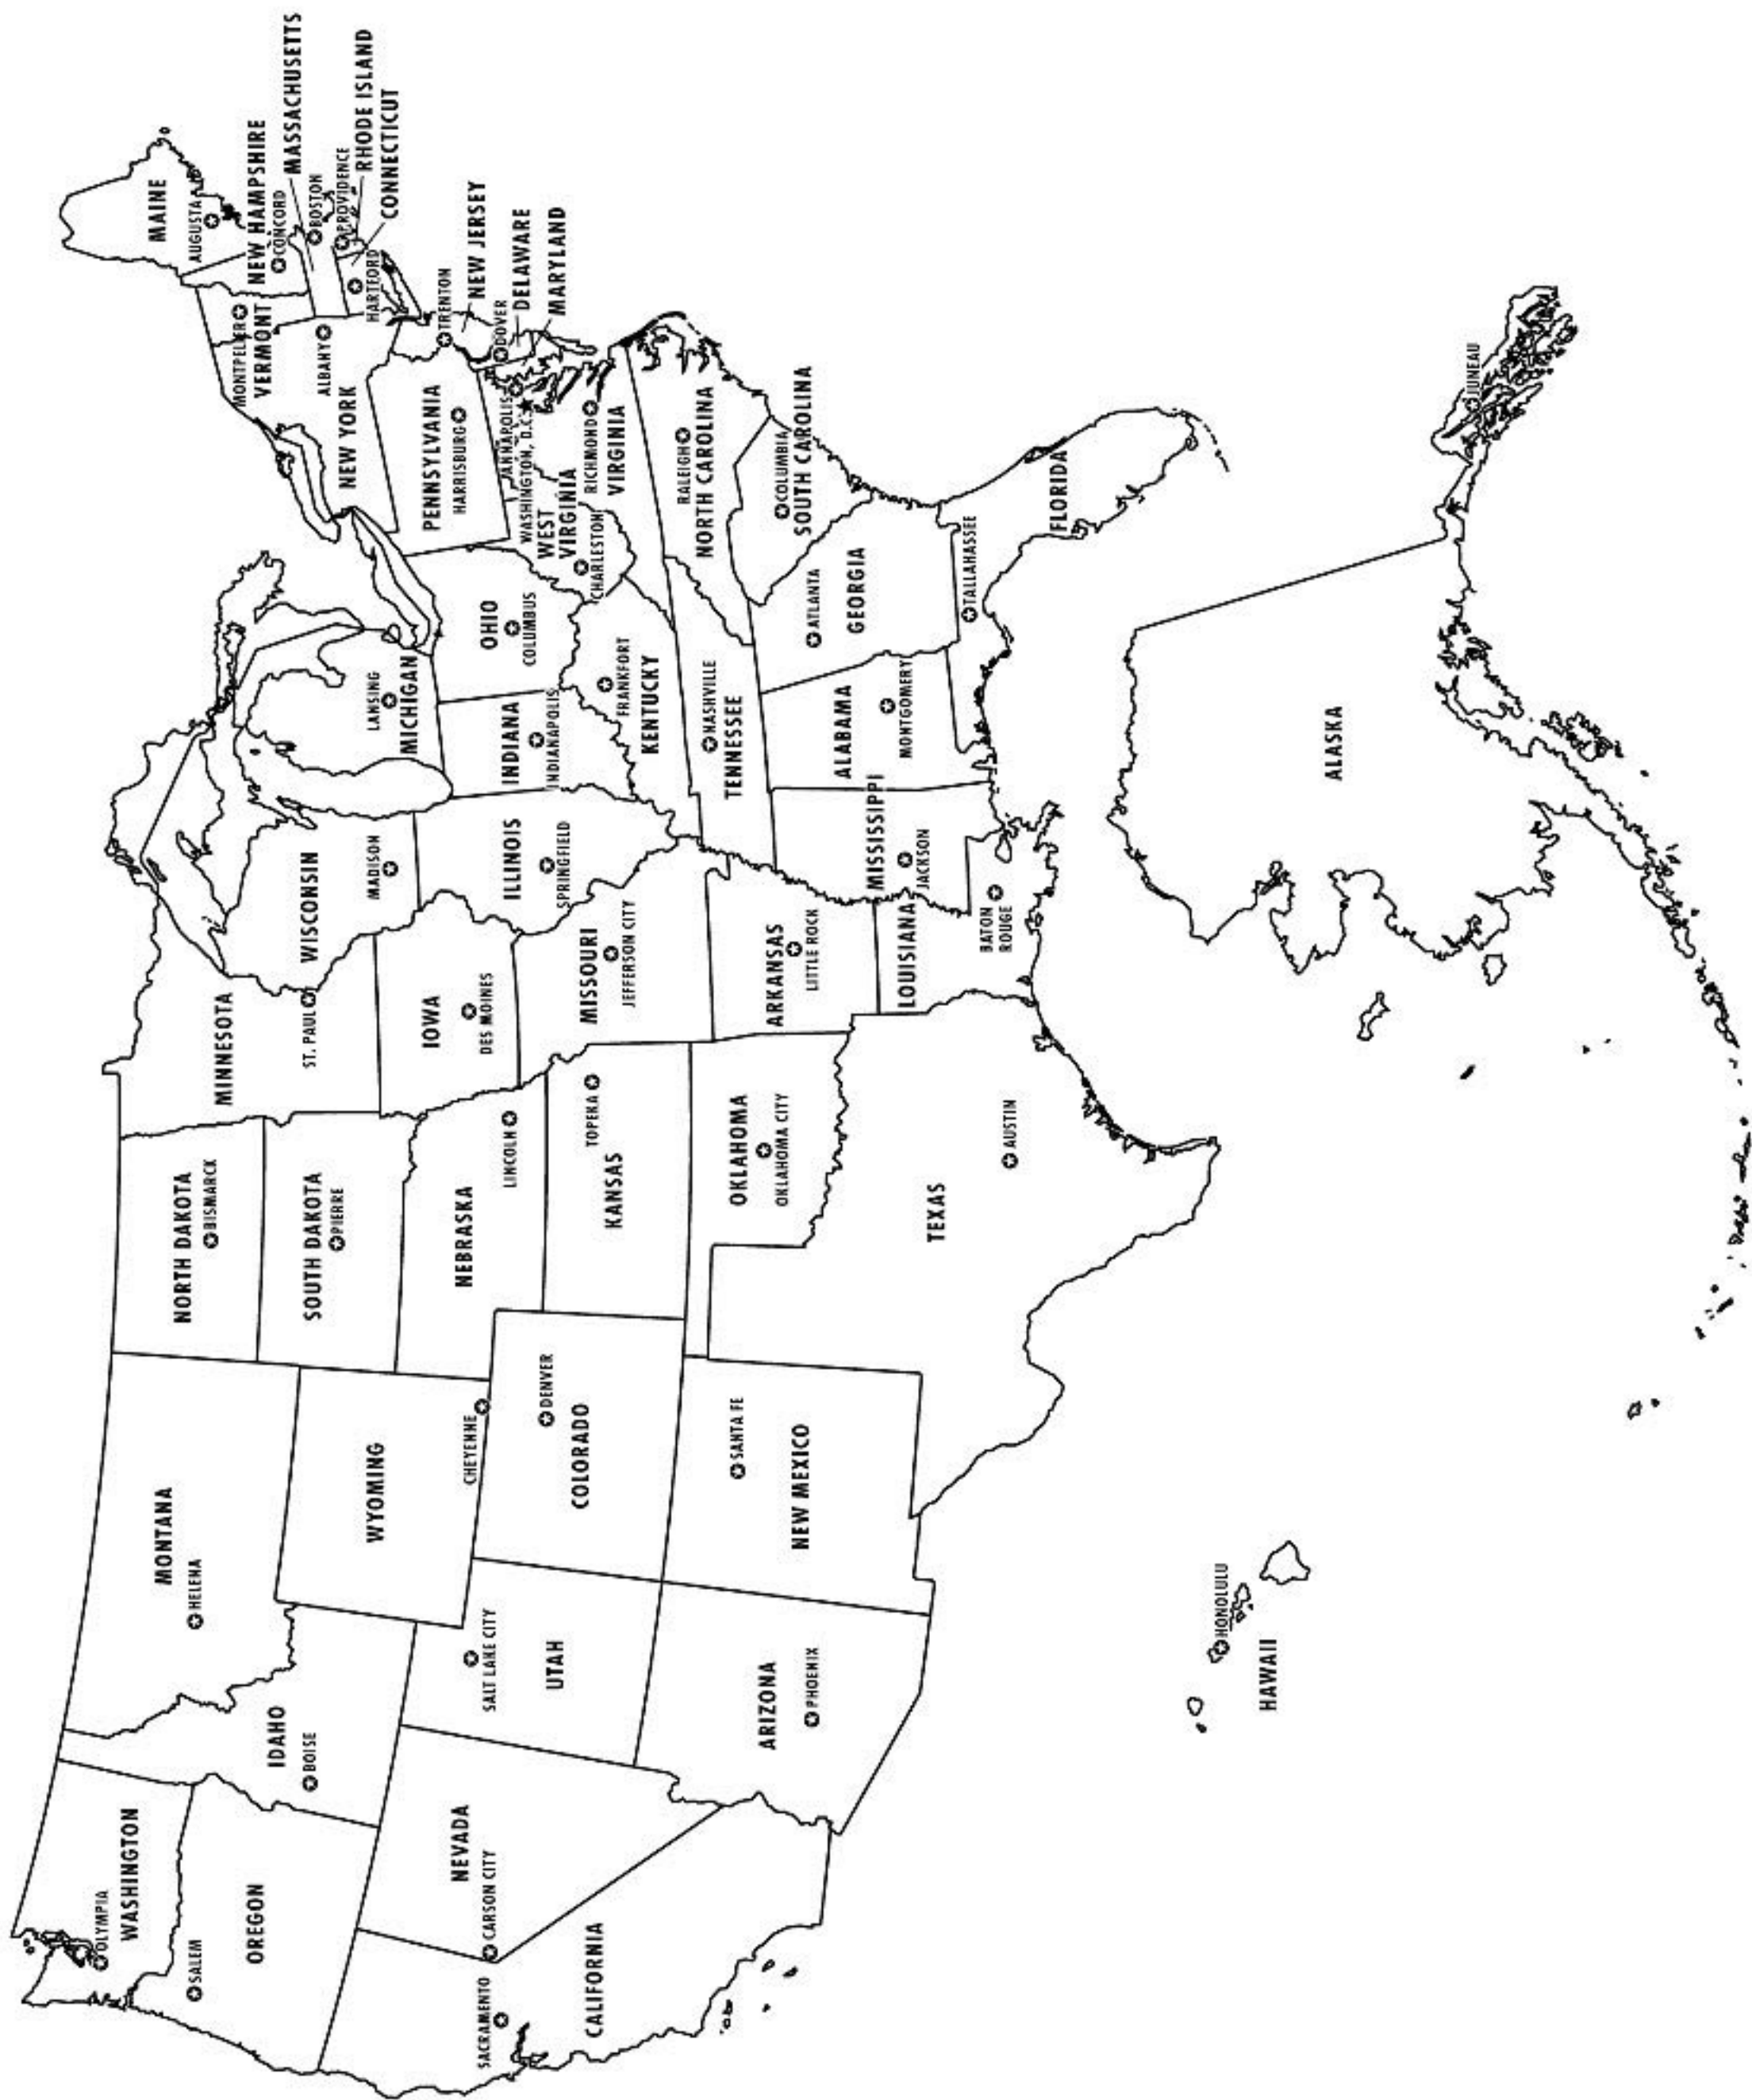 WASHINGTON
OLYMPIA
OREGON
SALEM
CALIFORNIA
SACRAMENTO
NEVADA
CARSON CITY
IDAHO
BOISE
MONTANA
HELENA
WYOMING
CHEYENNE
UTAH
SALT LAKE CITY
COLORADO
DENVER
ARIZONA
PHOENIX
NEW MEXICO
SANTA FE
NORTH DAKOTA
BISMARCK
SOUTH DAKOTA
PIERRE
NEBRASKA
LINCOLN
KANSAS
TOPEKA
OKLAHOMA
OKLAHOMA CITY
TEXAS
AUSTIN
MINNESOTA
ST. PAUL
IOWA
DES MOINES
MISSOURI
JEFFERSON CITY
ARKANSAS
LITTLE ROCK
LOUISIANA
BATON
ROUGE
WISCONSIN
MADISON
ILLINOIS
SPRINGFIELD
MISSISSIPPI
JACKSON
MICHIGAN
LANSING
INDIANA
INDIANAPOLIS
KENTUCKY
FRANKFORT
TENNESSEE
NASHVILLE
ALABAMA
MONTGOMERY
OHIO
COLUMBUS
GEORGIA
ATLANTA
FLORIDA
TALLAHASSEE
WEST
VIRGINIA
CHARLESTON
VIRGINIA
RICHMOND
NORTH CAROLINA
RALEIGH
SOUTH CAROLINA
COLUMBIA
PENNSYLVANIA
HARRISBURG
NEW YORK
ALBANY
VERMONT
MONTPELIER
NEW HAMPSHIRE
CONCORD
MAINE
AUGUSTA
MASSACHUSETTS
BOSTON
RHODE ISLAND
PROVIDENCE
CONNECTICUT
HARTFORD
NEW JERSEY
TRENTON
DELAWARE
DOVER
MARYLAND
ANNAPOLIS
WASHINGTON, D.C.
ALASKA
JUNEAU
HAWAII
HONOLULU